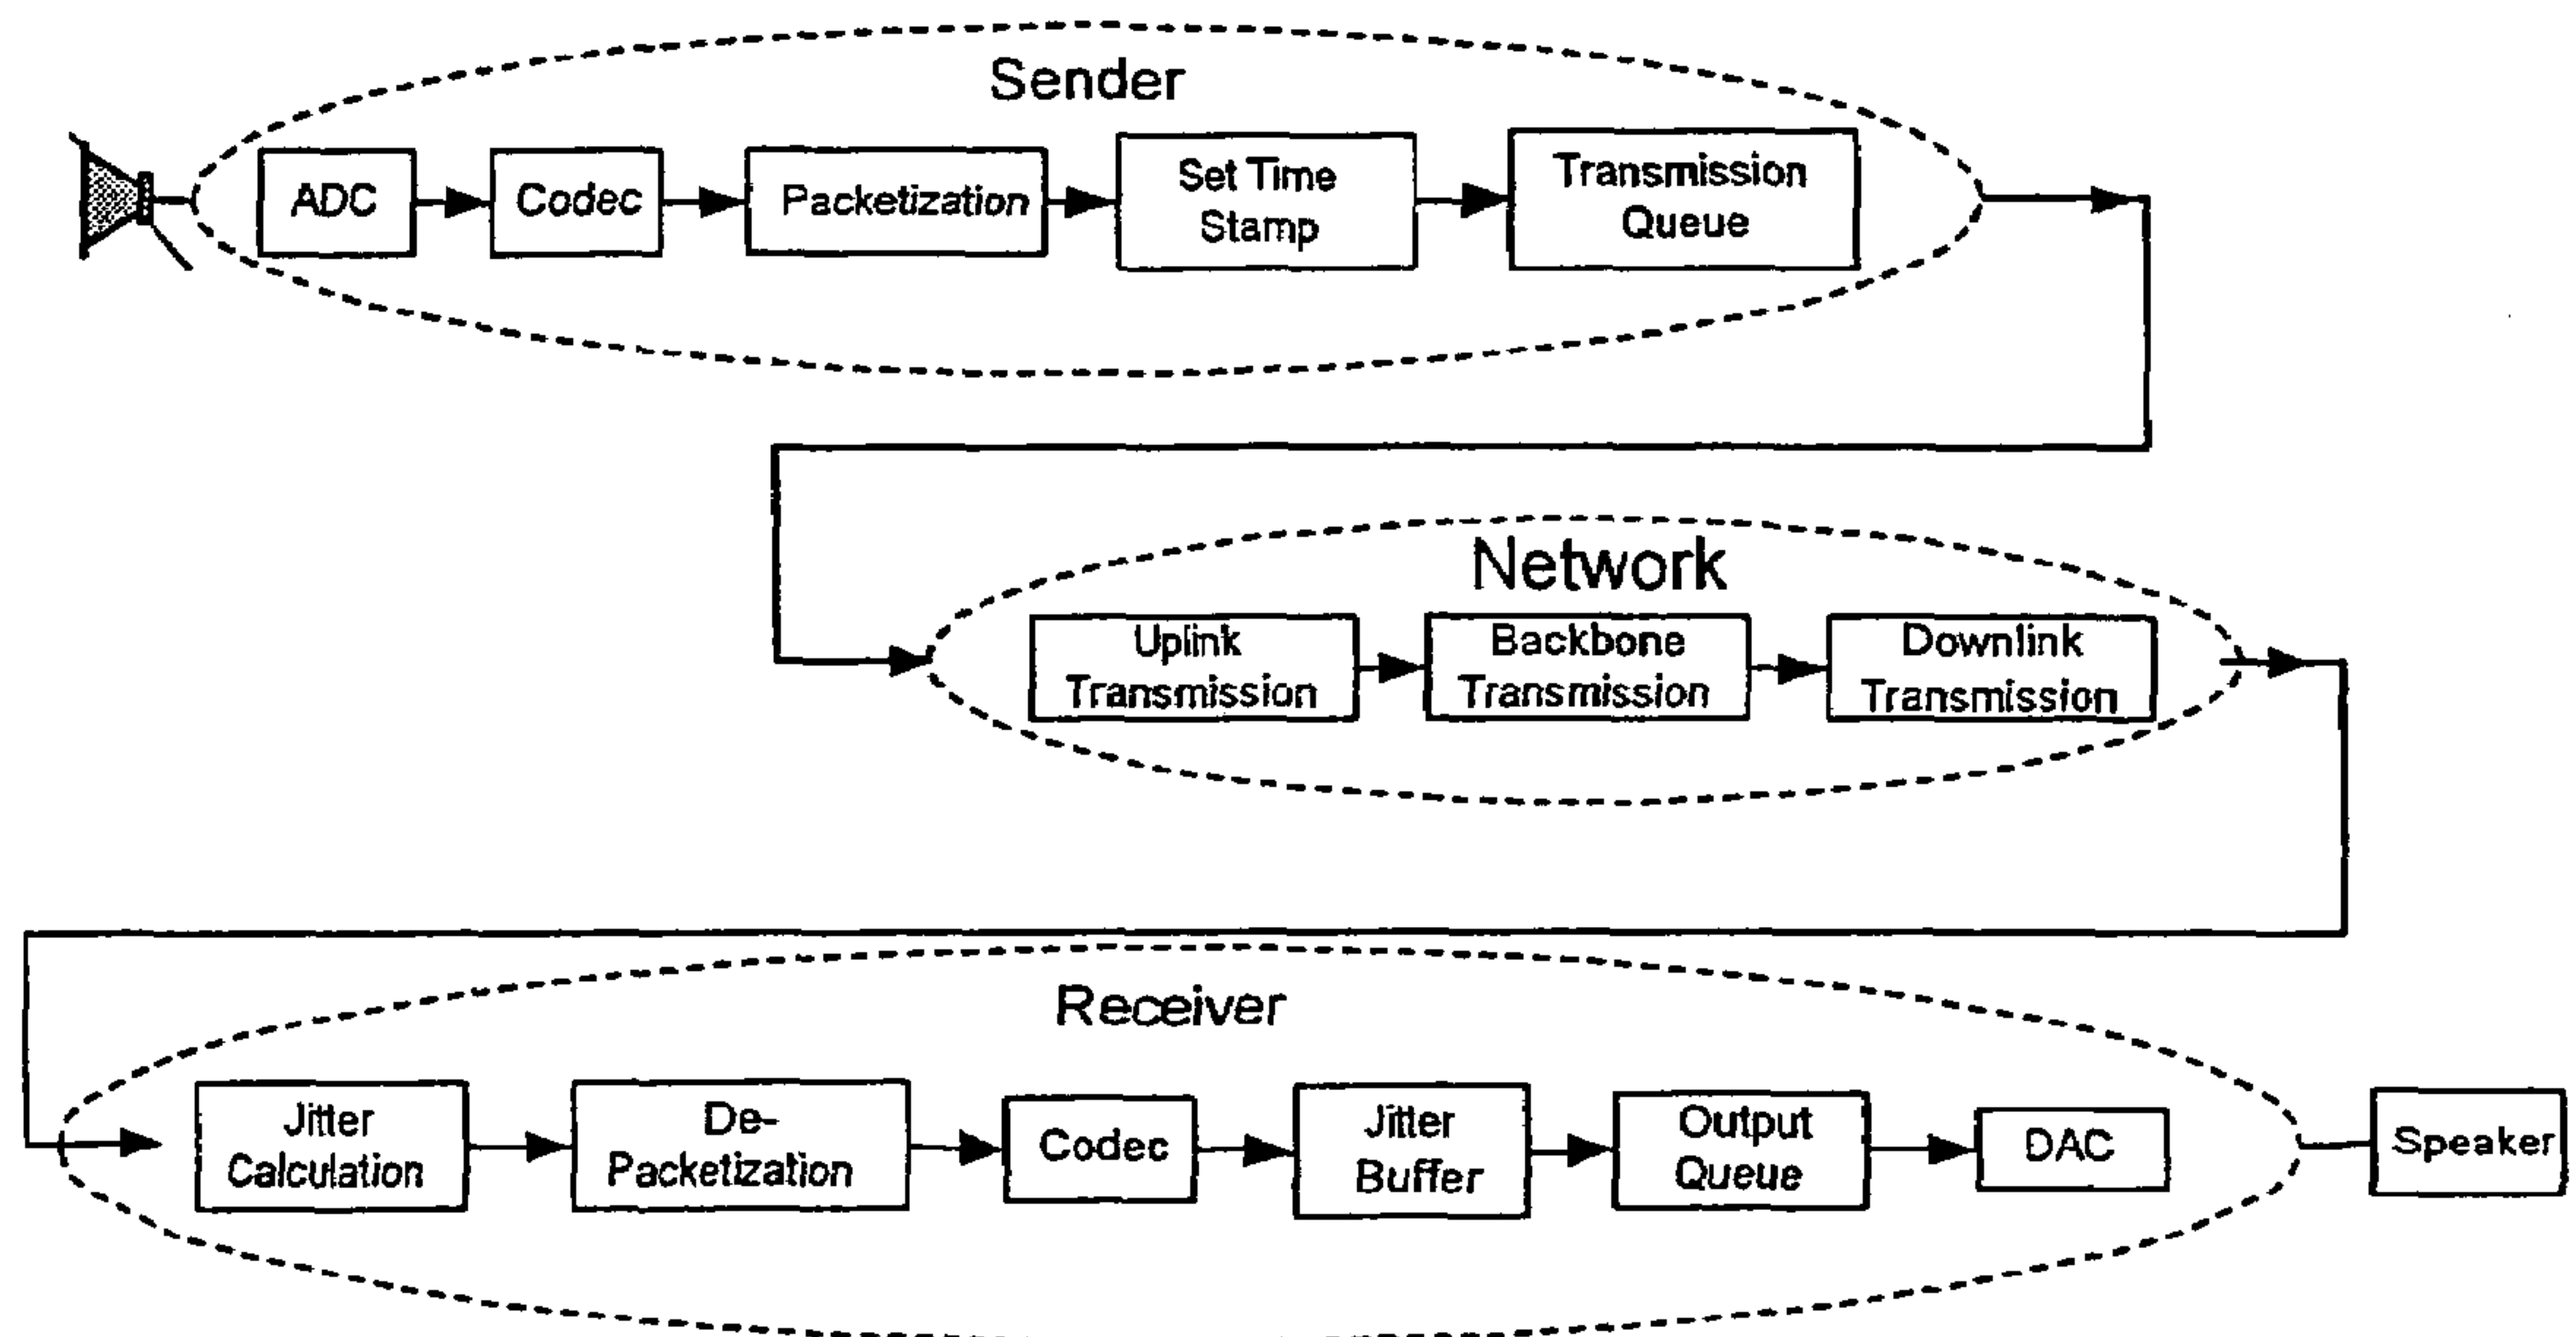 Sender
ADC
Codec
Packetization
Set Time
Stamp
Transmission
Queue
Network
Uplink
Transmission
Backbone
Transmission
Downlink
Transmission
Receiver
Jitter
Calculation
De-
Packetization
Codec
Jitter
Buffer
Output
Queue
DAC
Speaker